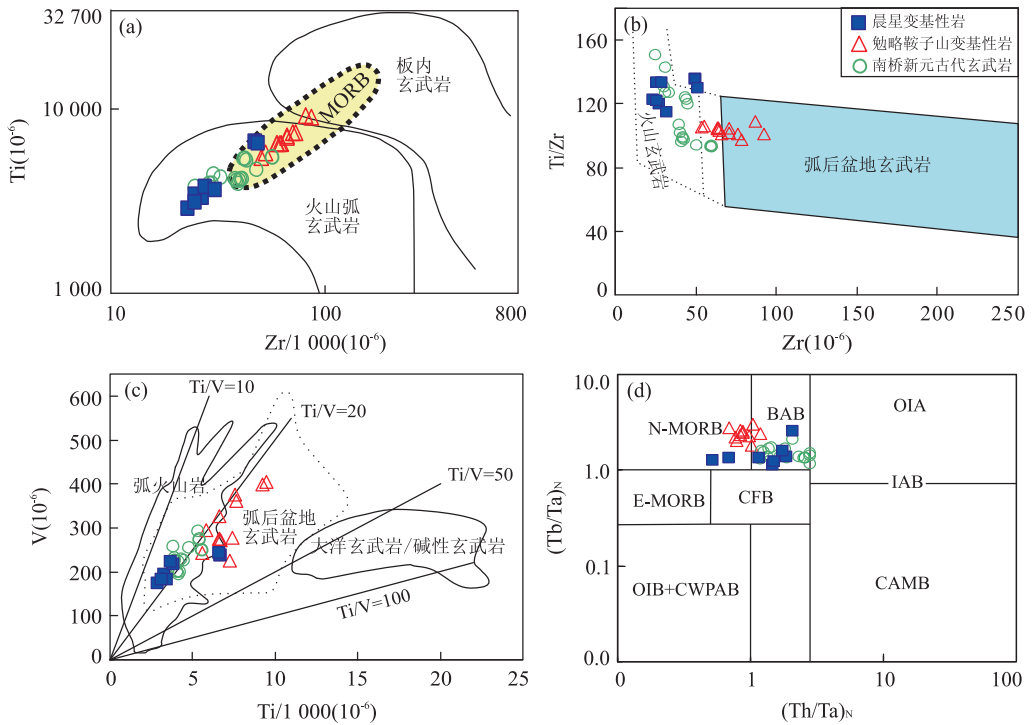 (a)
32 700
10 000
1 000
Ti(10⁻⁶)
板内
玄武岩
MORB
火山弧
玄武岩
10
100
800
Zr/1 000(10⁻⁶)
(b)
晨星变基性岩
勉略鞍子山变基性岩
南桥新元古代玄武岩
160
120
80
40
0
Ti/Zr
火山玄武岩
弧后盆地玄武岩
0
50
100
150
200
250
Zr(10⁻⁶)
(c)
Ti/V=10
Ti/V=20
Ti/V=50
Ti/V=100
600
500
400
300
200
100
0
V(10⁻⁶)
弧火山岩
弧后盆地
玄武岩
大洋玄武岩/碱性玄武岩
0
5
10
15
20
25
Ti/1 000(10⁻⁶)
(d)
10.0
1.0
0.1
0.0
(Tb/Ta)N
N-MORB
BAB
OIA
IAB
E-MORB
CFB
OIB+CWPAB
CAMB
0
1
10
100
(Th/Ta)N